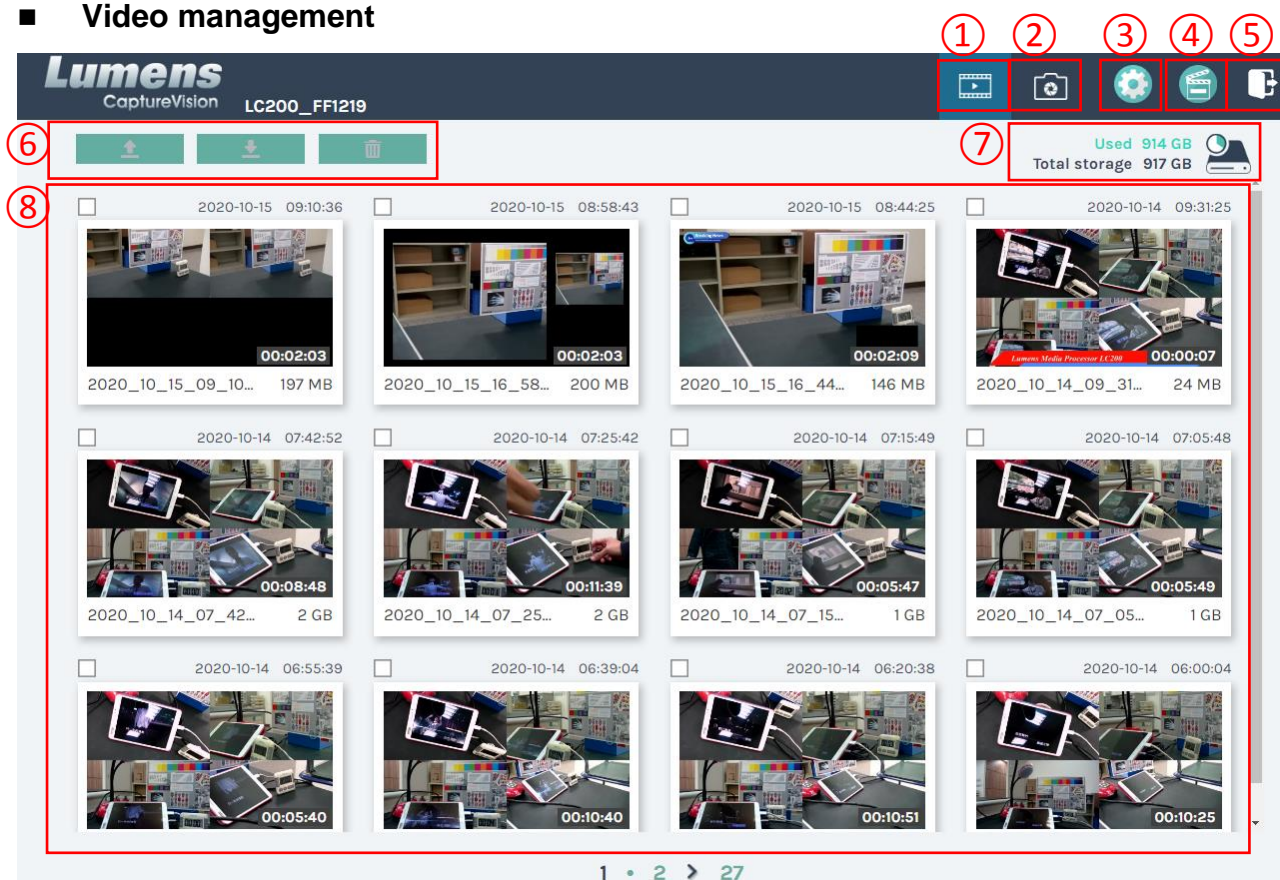 ■ Video management
① ② ③ ④ ⑤
Lumens
CaptureVision LC200_FF1219
⑥
⑦
Used 914 GB
Total storage 917 GB
⑧
2020-10-15 09:10:36
2020-10-15 08:58:43
2020-10-15 08:44:25
2020-10-14 09:31:25
00:02:03
00:02:03
00:02:09
Lumens Media Processor LC200
00:00:07
2020_10_15_09_10... 197 MB
2020_10_15_16_58... 200 MB
2020_10_15_16_44... 146 MB
2020_10_14_09_31... 24 MB
2020-10-14 07:42:52
2020-10-14 07:25:42
2020-10-14 07:15:49
2020-10-14 07:05:48
00:08:48
00:11:39
00:05:47
00:05:49
2020_10_14_07_42... 2 GB
2020_10_14_07_25... 2 GB
2020_10_14_07_15... 1 GB
2020_10_14_07_05... 1 GB
2020-10-14 06:55:39
2020-10-14 06:39:04
2020-10-14 06:20:38
2020-10-14 06:00:04
00:05:40
00:10:40
00:10:51
00:10:25
1 • 2 > 27